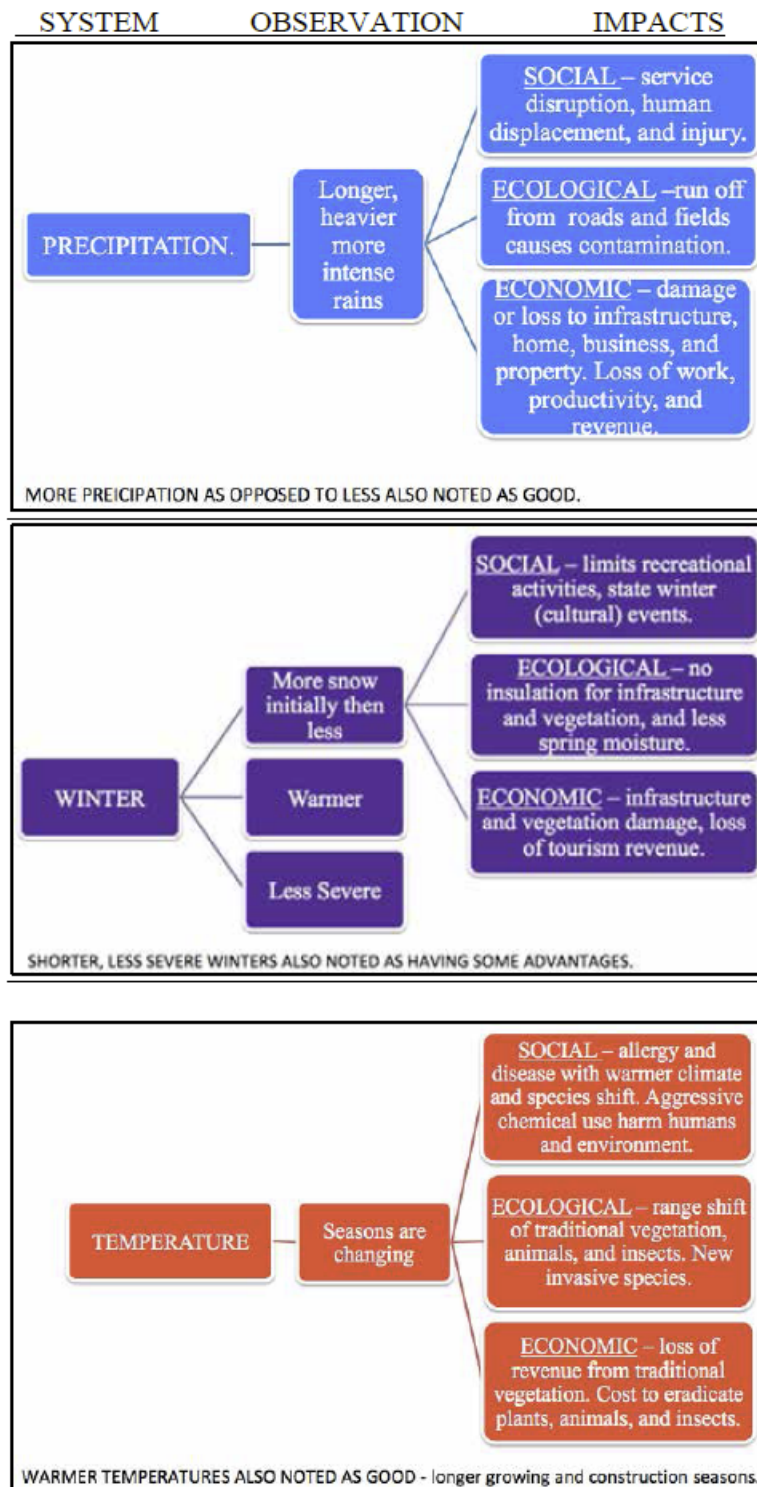 SYSTEM OBSERVATION IMPACTS
PRECIPITATION.
Longer,
heavier
more
intense
rains
SOCIAL – service
disruption, human
displacement, and injury.
ECOLOGICAL –run off
from roads and fields
causes contamination.
ECONOMIC – damage
or loss to infrastructure,
home, business, and
property. Loss of work,
productivity, and
revenue.
MORE PREICIPATION AS OPPOSED TO LESS ALSO NOTED AS GOOD.
WINTER
More snow
initially then
less
Warmer
Less Severe
SOCIAL – limits recreational
activities, state winter
(cultural) events.
ECOLOGICAL – no
insulation for infrastructure
and vegetation, and less
spring moisture.
ECONOMIC – infrastructure
and vegetation damage, loss
of tourism revenue.
SHORTER, LESS SEVERE WINTERS ALSO NOTED AS HAVING SOME ADVANTAGES.
TEMPERATURE
Seasons are
changing
SOCIAL – allergy and
disease with warmer climate
and species shift. Aggressive
chemical use harm humans
and environment.
ECOLOGICAL – range shift
of traditional vegetation,
animals, and insects. New
invasive species.
ECONOMIC – loss of
revenue from traditional
vegetation. Cost to eradicate
plants, animals, and insects.
WARMER TEMPERATURES ALSO NOTED AS GOOD - longer growing and construction seasons.